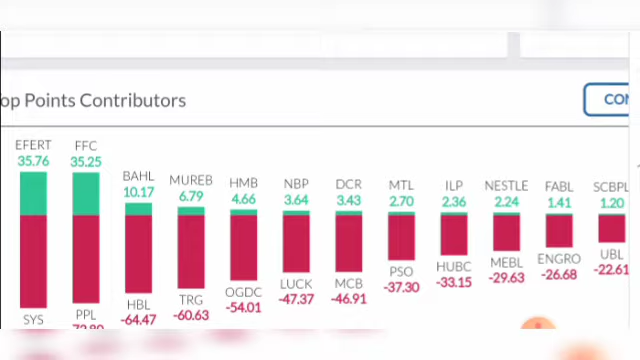 op Points Contributors
CO
EFERT FFC BAHL MUREB HMB NBP DCR MTL ILP NESTLE FABL SCBPL
35.76 35.25 10.17 6.79 4.66 3.64 3.43 2.70 2.36 2.24 1.41 1.20
SYS PPL HBL TRG OGDC LUCK MCB PSO HUBC MEBL ENGRO UBL
-64.47 -60.63 -54.01 -47.37 -46.91 -37.30 -33.15 -29.63 -26.68 -22.61